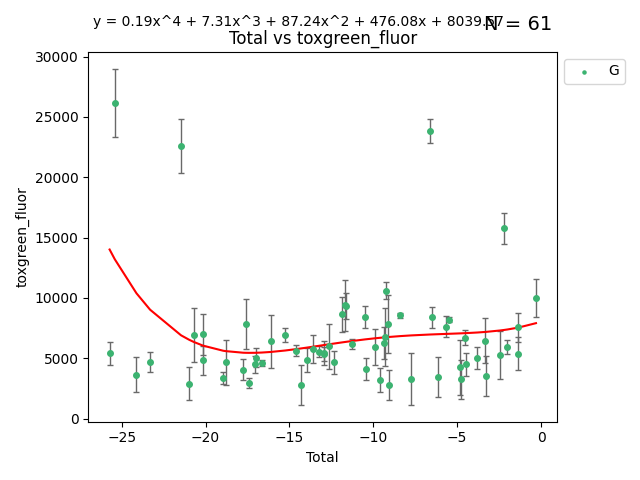 y = 0.19x^4 + 7.31x^3 + 87.24x^2 + 476.08x + 8039.57
N = 61
Total vs toxgreen_fluor
G
30000
25000
20000
15000
10000
5000
0
toxgreen_fluor
−25 −20 −15 −10 −5 0
Total